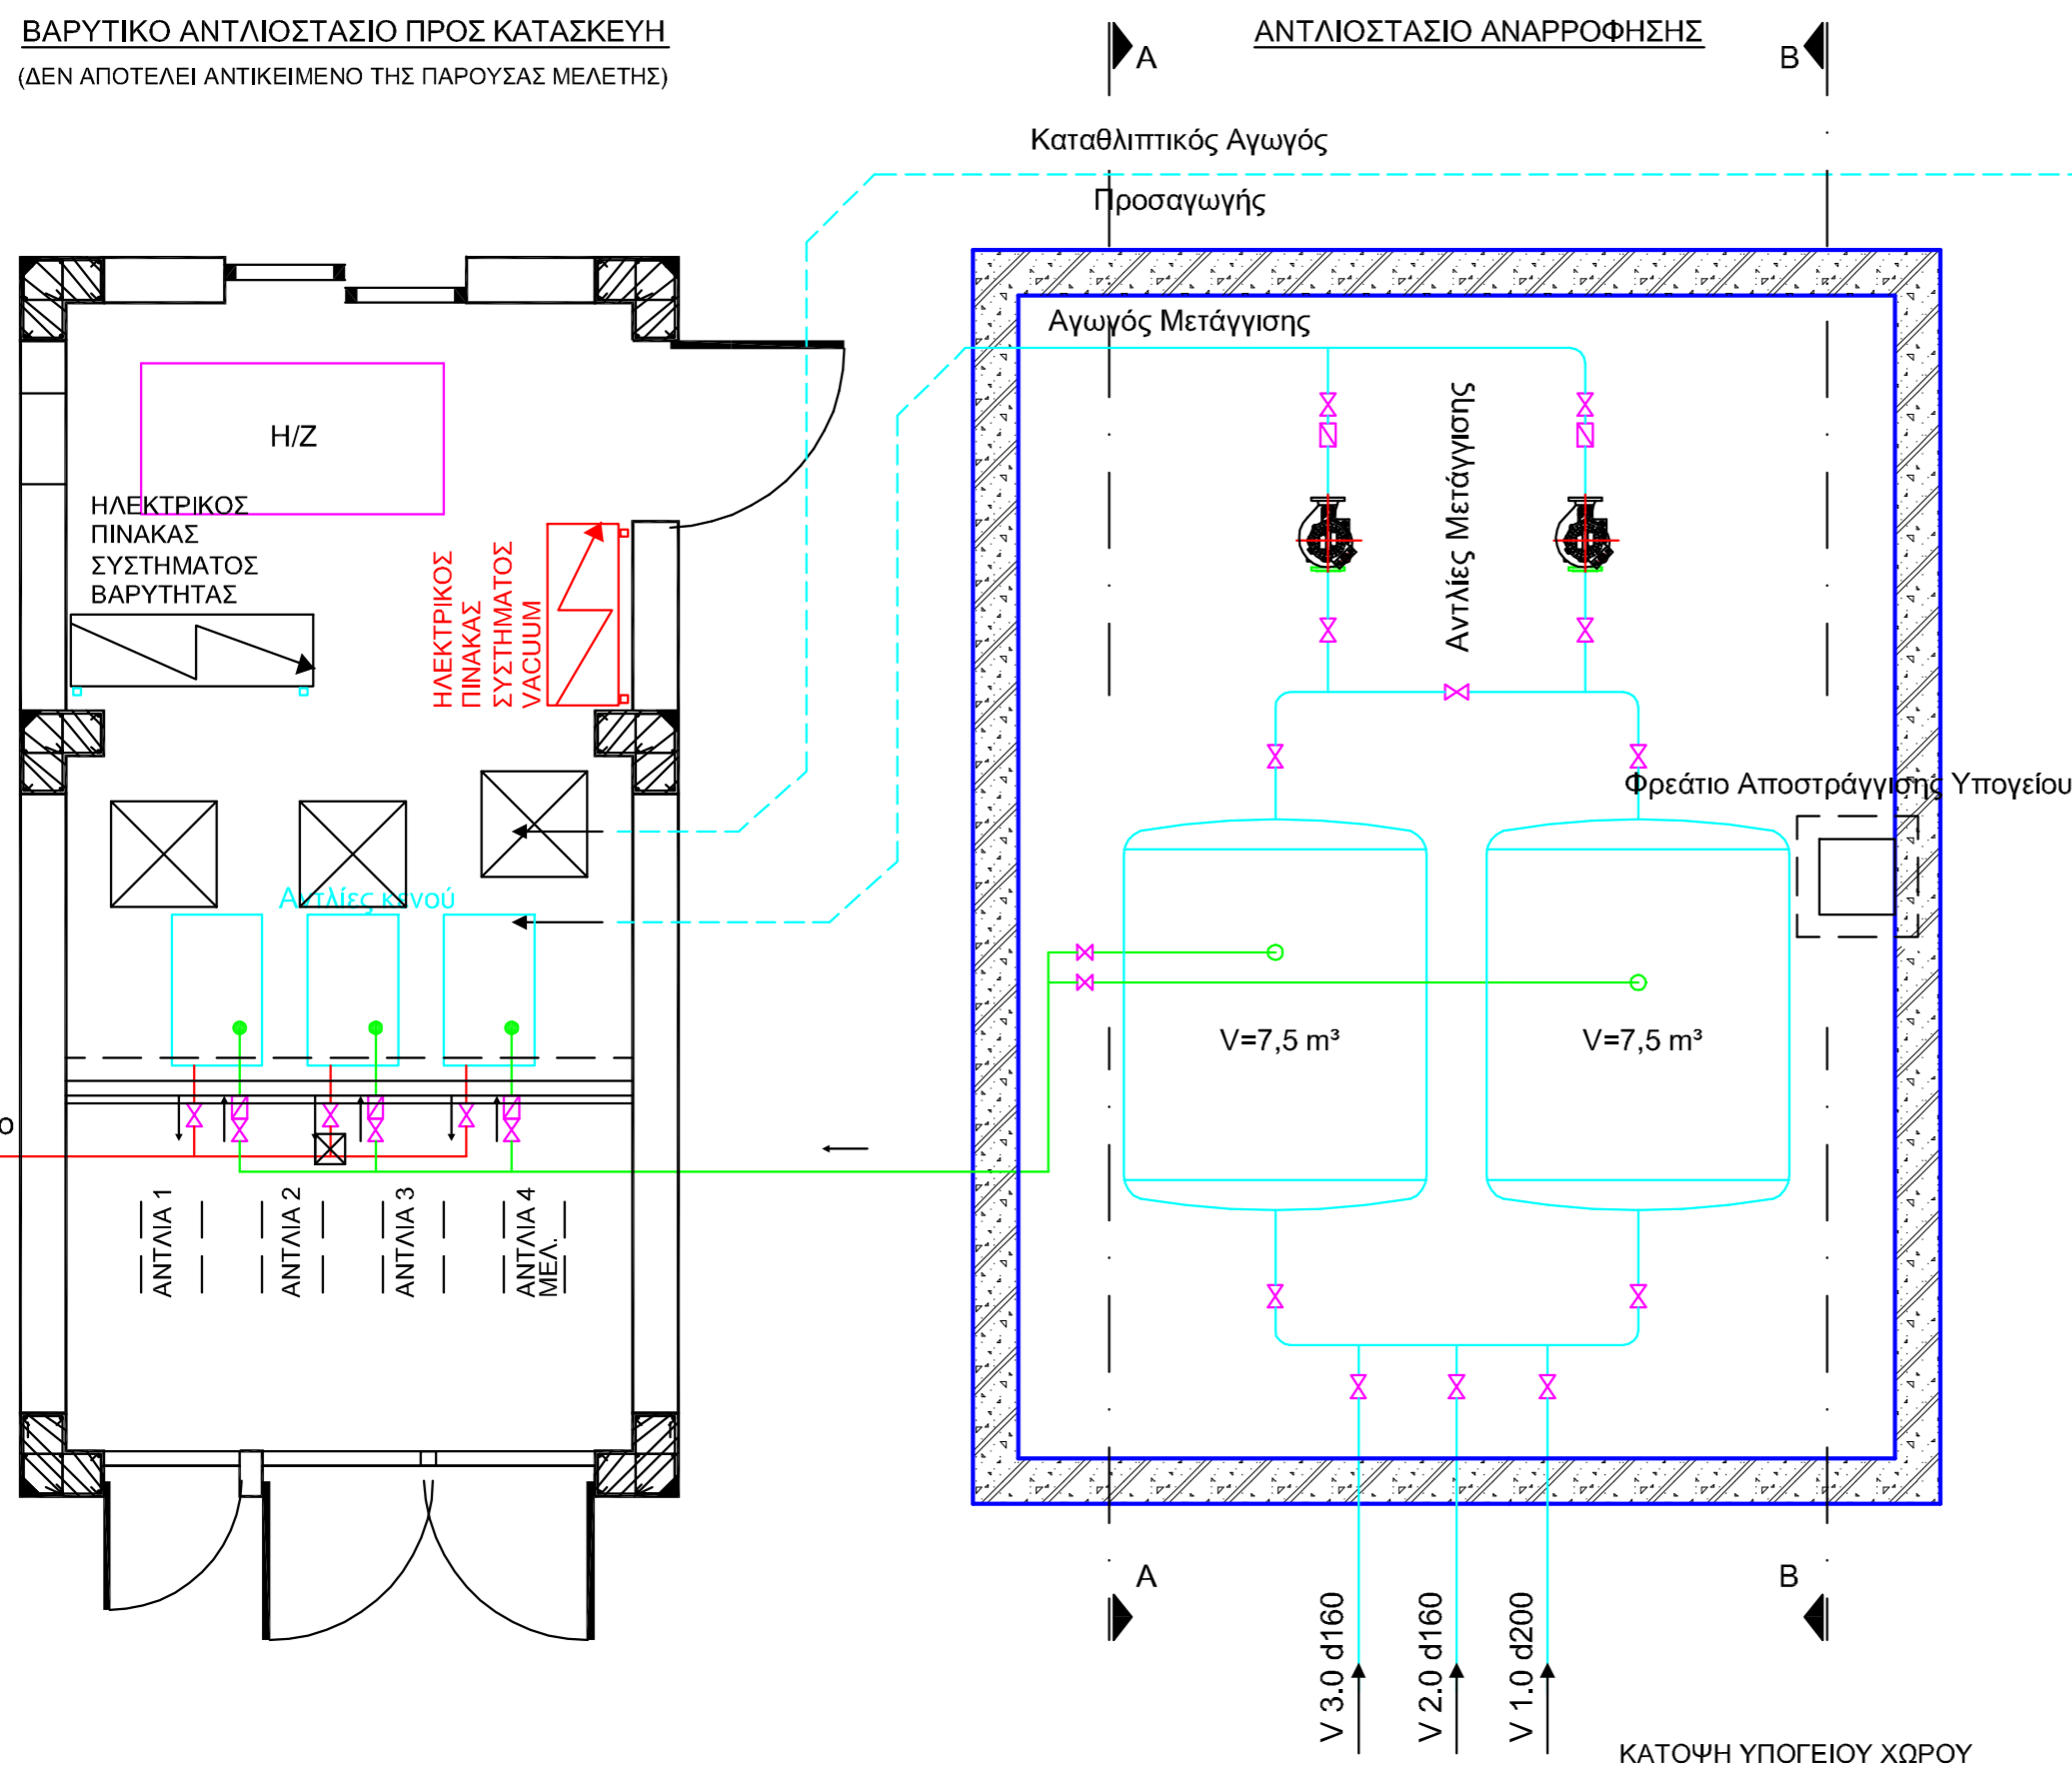 ΒΑΡΥΤΙΚΟ ΑΝΤΛΙΟΣΤΑΣΙΟ ΠΡΟΣ ΚΑΤΑΣΚΕΥΗ
(ΔΕΝ ΑΠΟΤΕΛΕΙ ΑΝΤΙΚΕΙΜΕΝΟ ΤΗΣ ΠΑΡΟΥΣΑΣ ΜΕΛΕΤΗΣ)
ΑΝΤΛΙΟΣΤΑΣΙΟ ΑΝΑΡΡΟΦΗΣΗΣ
A
B
Καταθλιπτικός Αγωγός
Προσαγωγής
Αγωγός Μετάγγισης
Η/Ζ
ΗΛΕΚΤΡΙΚΟΣ
ΠΙΝΑΚΑΣ
ΣΥΣΤΗΜΑΤΟΣ
ΒΑΡΥΤΗΤΑΣ
ΗΛΕΚΤΡΙΚΟΣ
ΠΙΝΑΚΑΣ
ΣΥΣΤΗΜΑΤΟΣ
VACUUM
Αντλίες Μετάγγισης
Φρεάτιο Αποστράγγισης Υπογείου
Αντλίες κενού
V=7,5 m³
V=7,5 m³
ο
ΑΝΤΛΙΑ 1
ΑΝΤΛΙΑ 2
ΑΝΤΛΙΑ 3
ΑΝΤΛΙΑ 4
ΜΕΛ.
A
B
V 3.0 d160
V 2.0 d160
V 1.0 d200
ΚΑΤΟΨΗ ΥΠΟΓΕΙΟΥ ΧΩΡΟΥ